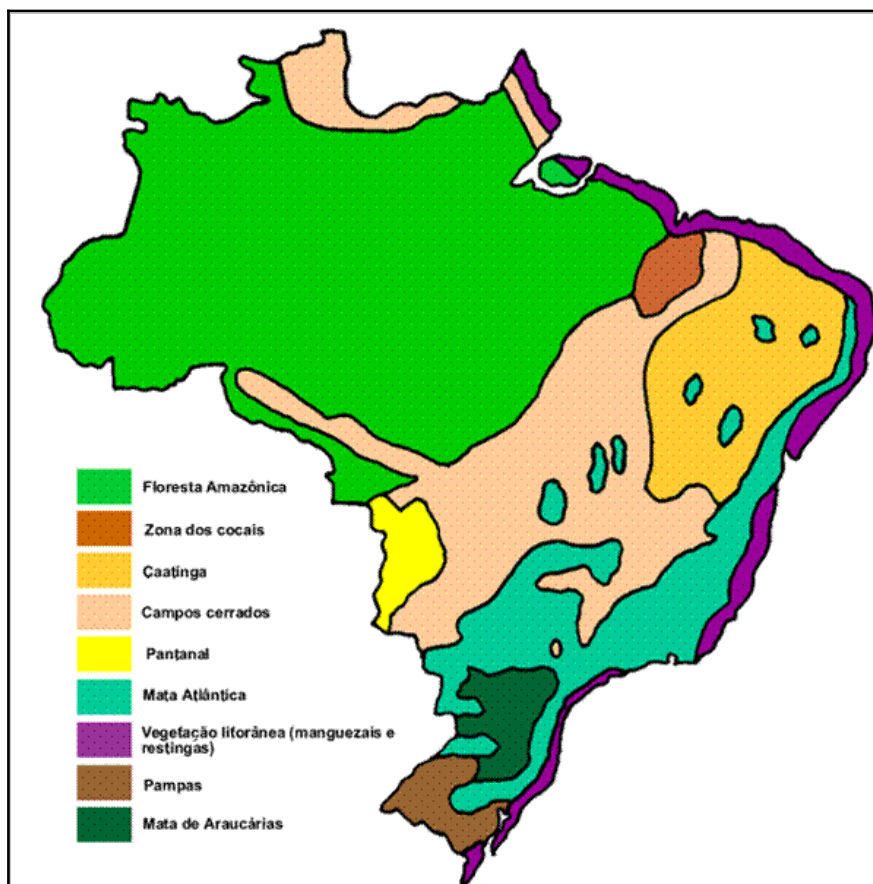 Floresta Amazônica
Zona dos cocais
Caatinga
Campos cerrados
Pantanal
Mata Atlântica
Vegetação litorânea (manguezais e
restingas)
Pampas
Mata de Araucárias